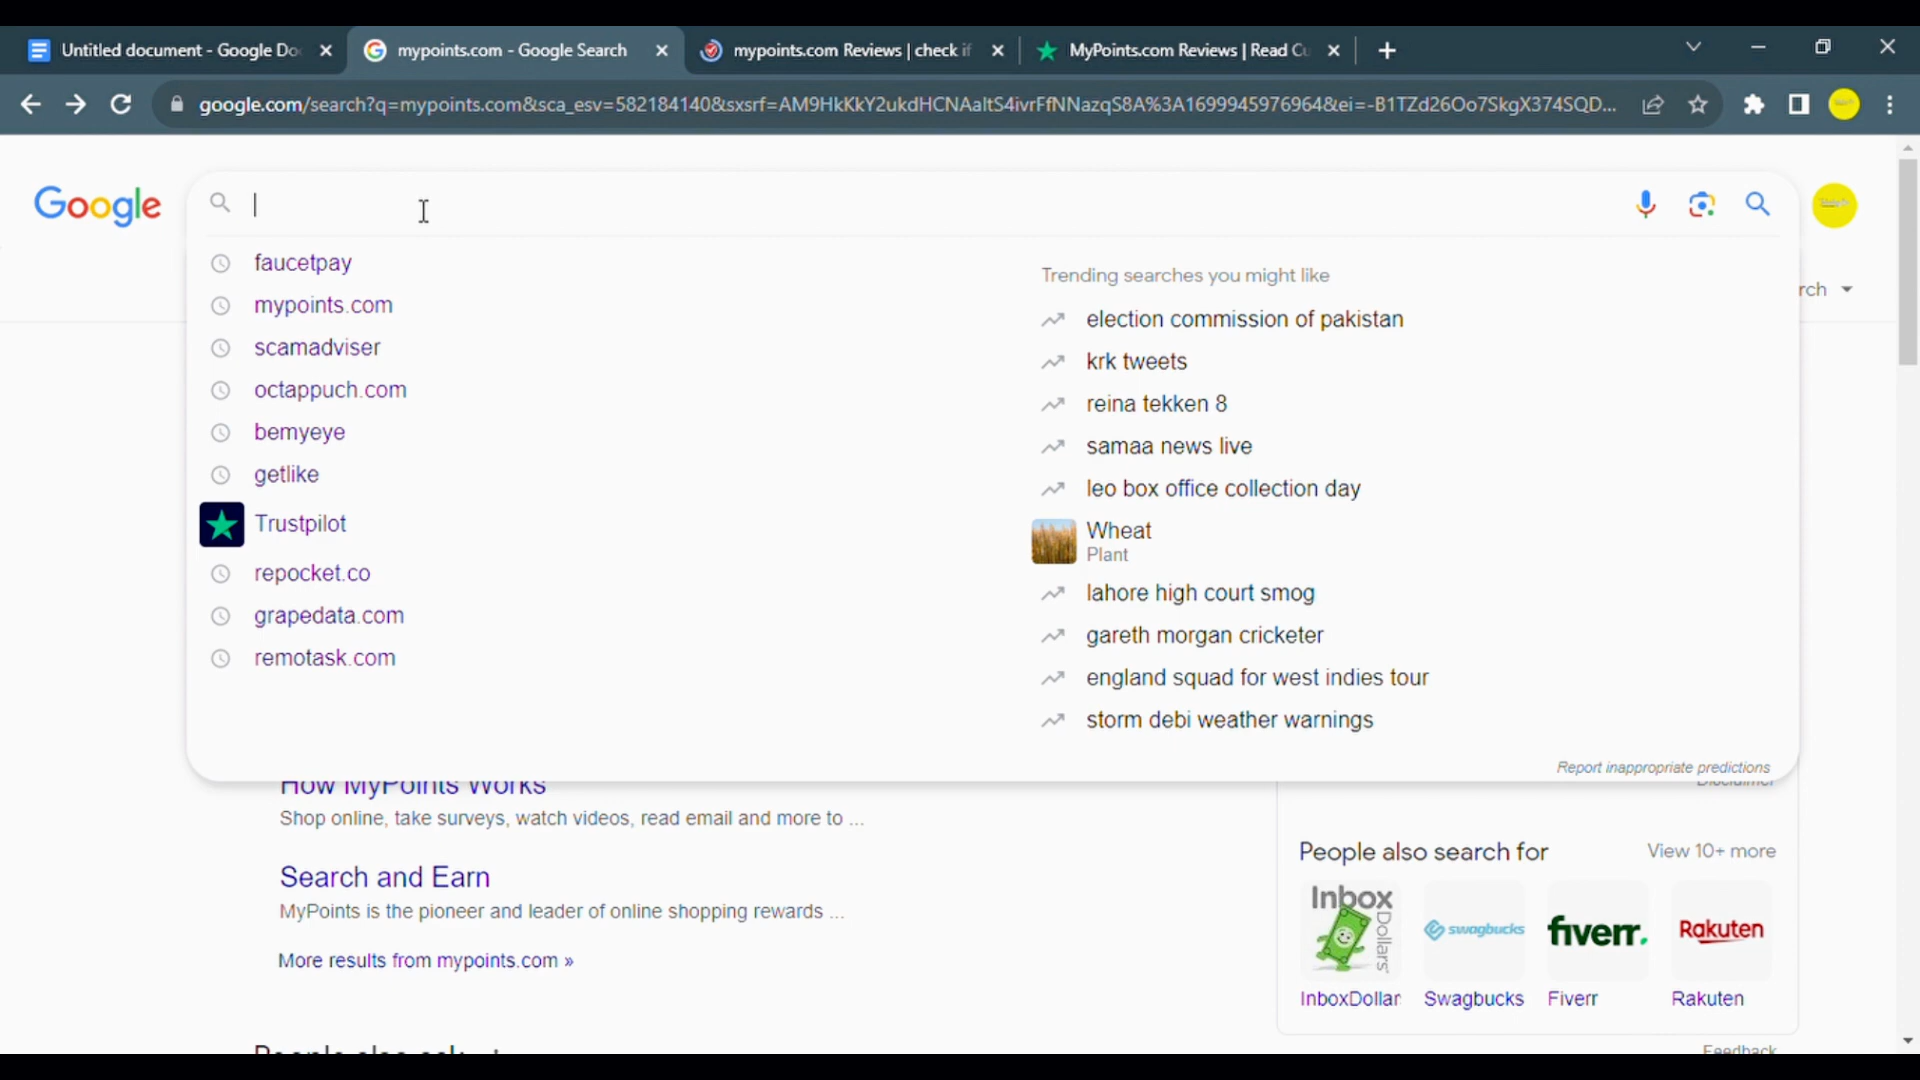 Untitled document - Google Do
mypoints.com - Google Search
mypoints.com Reviews | check if
MyPoints.com Reviews | Read Cu
google.com/search?q=mypoints.com&sca_esv=582184140&sxsrf=AM9HkKkY2ukdHCNAaltS4ivrFfNNazqS8A%3A1699945976964&ei=-B1TZd26Oo7SkgX374SQD...
Google
rch
faucetpay
mypoints.com
scamadviser
octappuch.com
bemyeye
getlike
Trustpilot
repocket.co
grapedata.com
remotask.com
Trending searches you might like
election commission of pakistan
krk tweets
reina tekken 8
samaa news live
leo box office collection day
Wheat
Plant
lahore high court smog
gareth morgan cricketer
england squad for west indies tour
storm debi weather warnings
Report inappropriate predictions
Disclaimer
How MyPoints Works
Shop online, take surveys, watch videos, read email and more to ...
Search and Earn
MyPoints is the pioneer and leader of online shopping rewards ...
More results from mypoints.com »
People also search for
View 10+ more
Inbox
Dollars
swagbucks
fiverr.
Rakuten
InboxDollar
Swagbucks
Fiverr
Rakuten
People also ask
Feedback